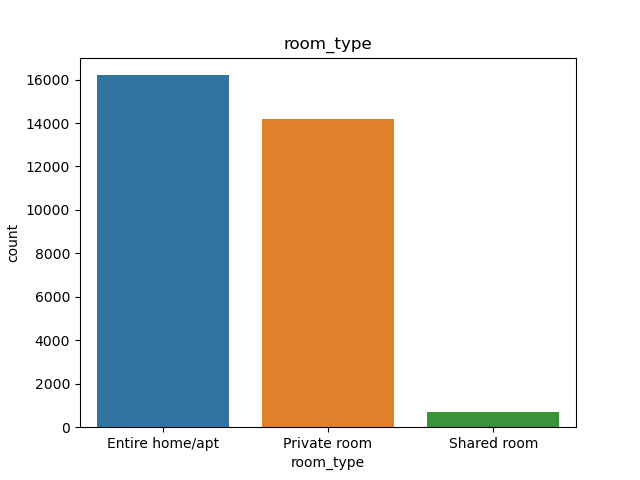 room_type
16000
14000
12000
10000
8000
6000
4000
2000
0
count
Entire home/apt
Private room
Shared room
room_type